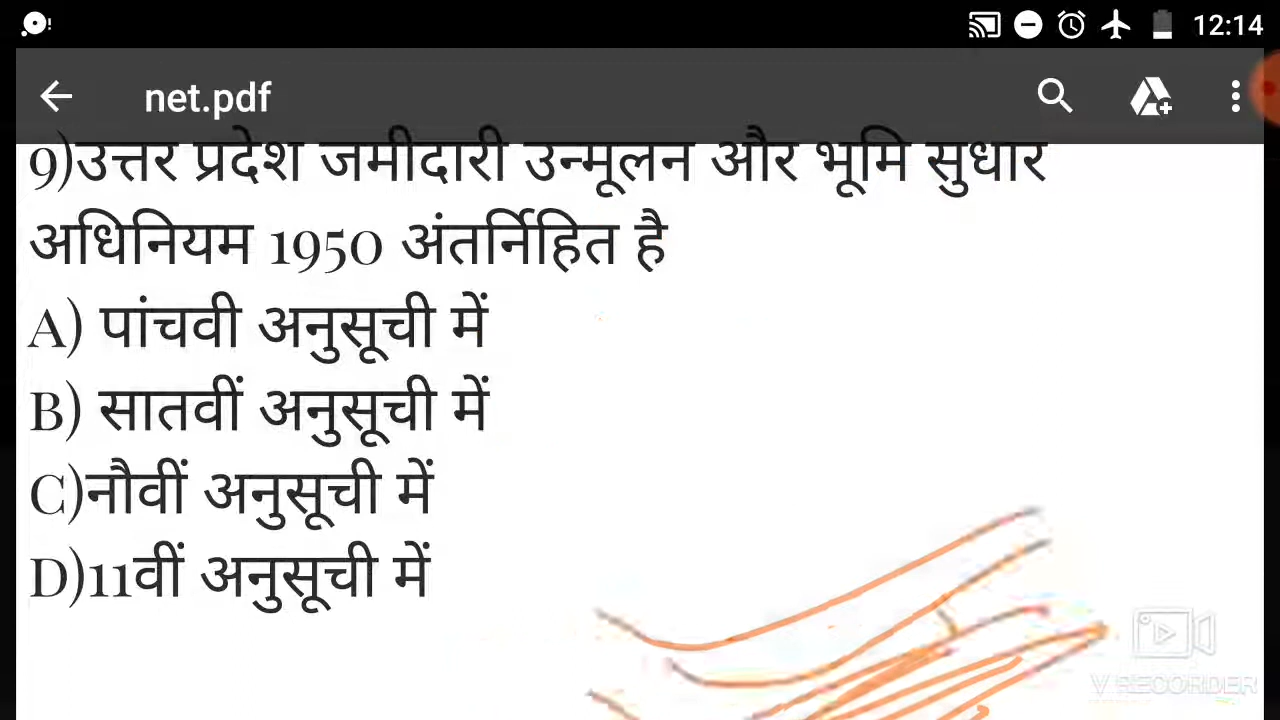 12:14
net.pdf
9)उत्तर प्रदेश जमीदारी उन्मूलन और भूमि सुधार
अधिनियम 1950 अंतर्निहित है
A) पांचवी अनुसूची में
B) सातवीं अनुसूची में
C)नौवीं अनुसूची में
D)11वीं अनुसूची में
V RECORDER